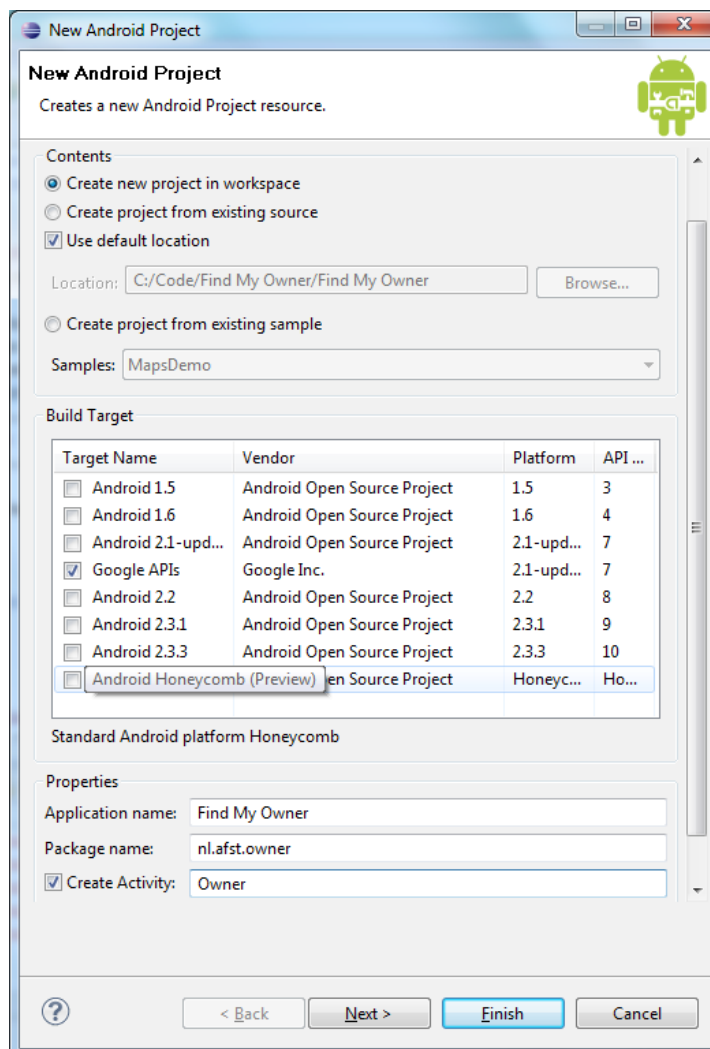 New Android Project
New Android Project
Creates a new Android Project resource.
Contents
Create new project in workspace
Create project from existing source
Use default location
Location: C:/Code/Find My Owner/Find My Owner Browse...
Create project from existing sample
Samples: MapsDemo
Build Target
Target Name Vendor Platform API ...
Android 1.5 Android Open Source Project 1.5 3
Android 1.6 Android Open Source Project 1.6 4
Android 2.1-upd... Android Open Source Project 2.1-upd... 7
Google APIs Google Inc. 2.1-upd... 7
Android 2.2 Android Open Source Project 2.2 8
Android 2.3.1 Android Open Source Project 2.3.1 9
Android 2.3.3 Android Open Source Project 2.3.3 10
Android Honeycomb (Preview) en Source Project Honeyc... Ho...
Standard Android platform Honeycomb
Properties
Application name: Find My Owner
Package name: nl.afst.owner
Create Activity: Owner
? < Back Next > Finish Cancel